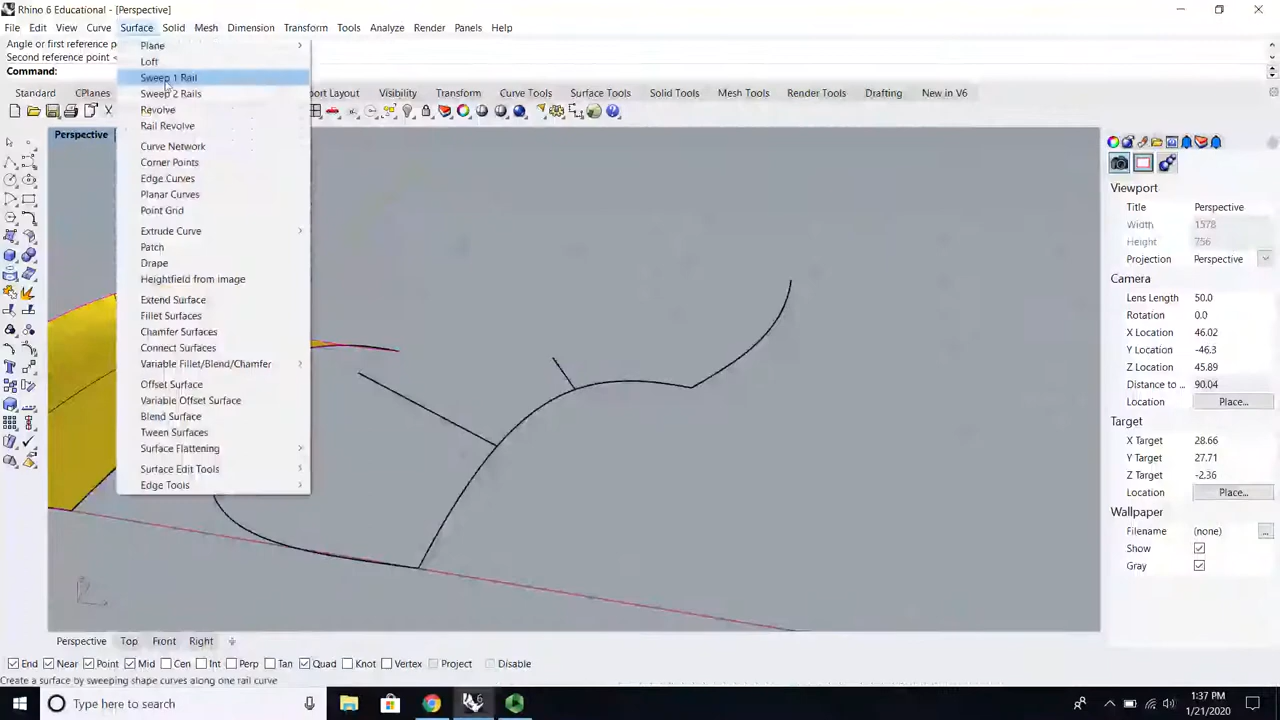 Rhino 6 Educational - [Perspective]
File Edit View Curve Surface Solid Mesh Dimension Transform Tools Analyze Render Panels Help
Angle or first reference p
Second reference point <
Command:
Standard CPlanes port Layout Visibility Transform Curve Tools Surface Tools Solid Tools Mesh Tools Render Tools Drafting New in V6
Plane
Loft
Sweep 1 Rail
Sweep 2 Rails
Revolve
Rail Revolve
Curve Network
Corner Points
Edge Curves
Planar Curves
Point Grid
Extrude Curve
Patch
Drape
Heightfield from image
Extend Surface
Fillet Surfaces
Chamfer Surfaces
Connect Surfaces
Variable Fillet/Blend/Chamfer
Offset Surface
Variable Offset Surface
Blend Surface
Tween Surfaces
Surface Flattening
Surface Edit Tools
Edge Tools
Perspective
Viewport
Title Perspective
Width 1578
Height 756
Projection Perspective
Camera
Lens Length 50.0
Rotation 0.0
X Location 46.02
Y Location -46.3
Z Location 45.89
Distance to ... 90.04
Location Place...
Target
X Target 28.66
Y Target 27.71
Z Target -2.36
Location Place...
Wallpaper
Filename (none) ...
Show
Gray
Perspective Top Front Right
End Near Point Mid Cen Int Perp Tan Quad Knot Vertex Project Disable
Create a surface by sweeping shape curves along one rail curve
Type here to search
1:37 PM
1/21/2020